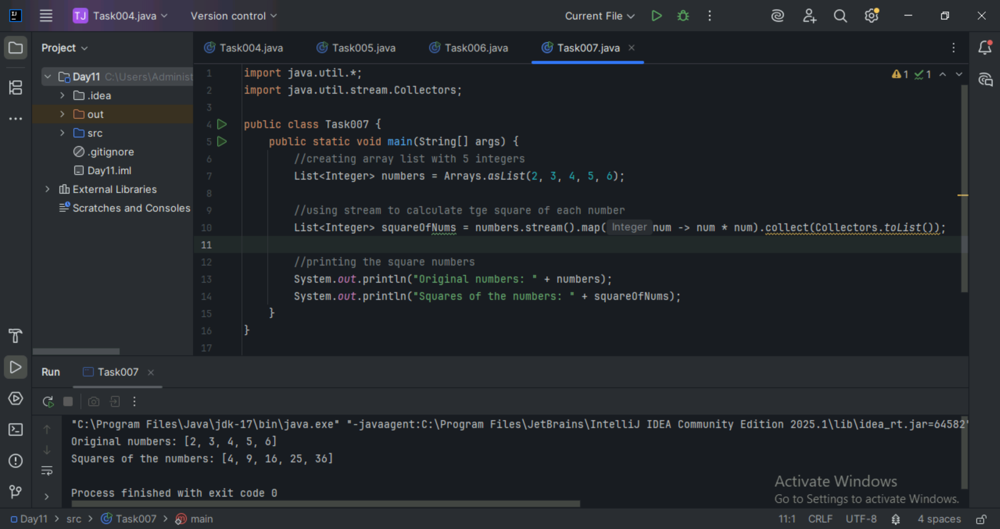 TJ Task004.java Version control Current File
Project
Task004.java Task005.java Task006.java Task007.java
Day11 C:\Users\Administ
.idea
out
src
.gitignore
Day11.iml
External Libraries
Scratches and Consoles
1 import java.util.*;
2 import java.util.stream.Collectors;
3
4 public class Task007 {
5 public static void main(String[] args) {
6 //creating array list with 5 integers
7 List<Integer> numbers = Arrays.asList(2, 3, 4, 5, 6);
8
9 //using stream to calculate tge square of each number
10 List<Integer> squareOfNums = numbers.stream().map( Integer num -> num * num).collect(Collectors.toList());
11
12 //printing the square numbers
13 System.out.println("Original numbers: " + numbers);
14 System.out.println("Squares of the numbers: " + squareOfNums);
15 }
16 }
17
1 1
Run Task007
"C:\Program Files\Java\jdk-17\bin\java.exe" "-javaagent:C:\Program Files\JetBrains\IntelliJ IDEA Community Edition 2025.1\lib\idea_rt.jar=64582
Original numbers: [2, 3, 4, 5, 6]
Squares of the numbers: [4, 9, 16, 25, 36]
Process finished with exit code 0
Activate Windows
Go to Settings to activate Windows.
Day11 > src > Task007 > main 11:1 CRLF UTF-8 4 spaces